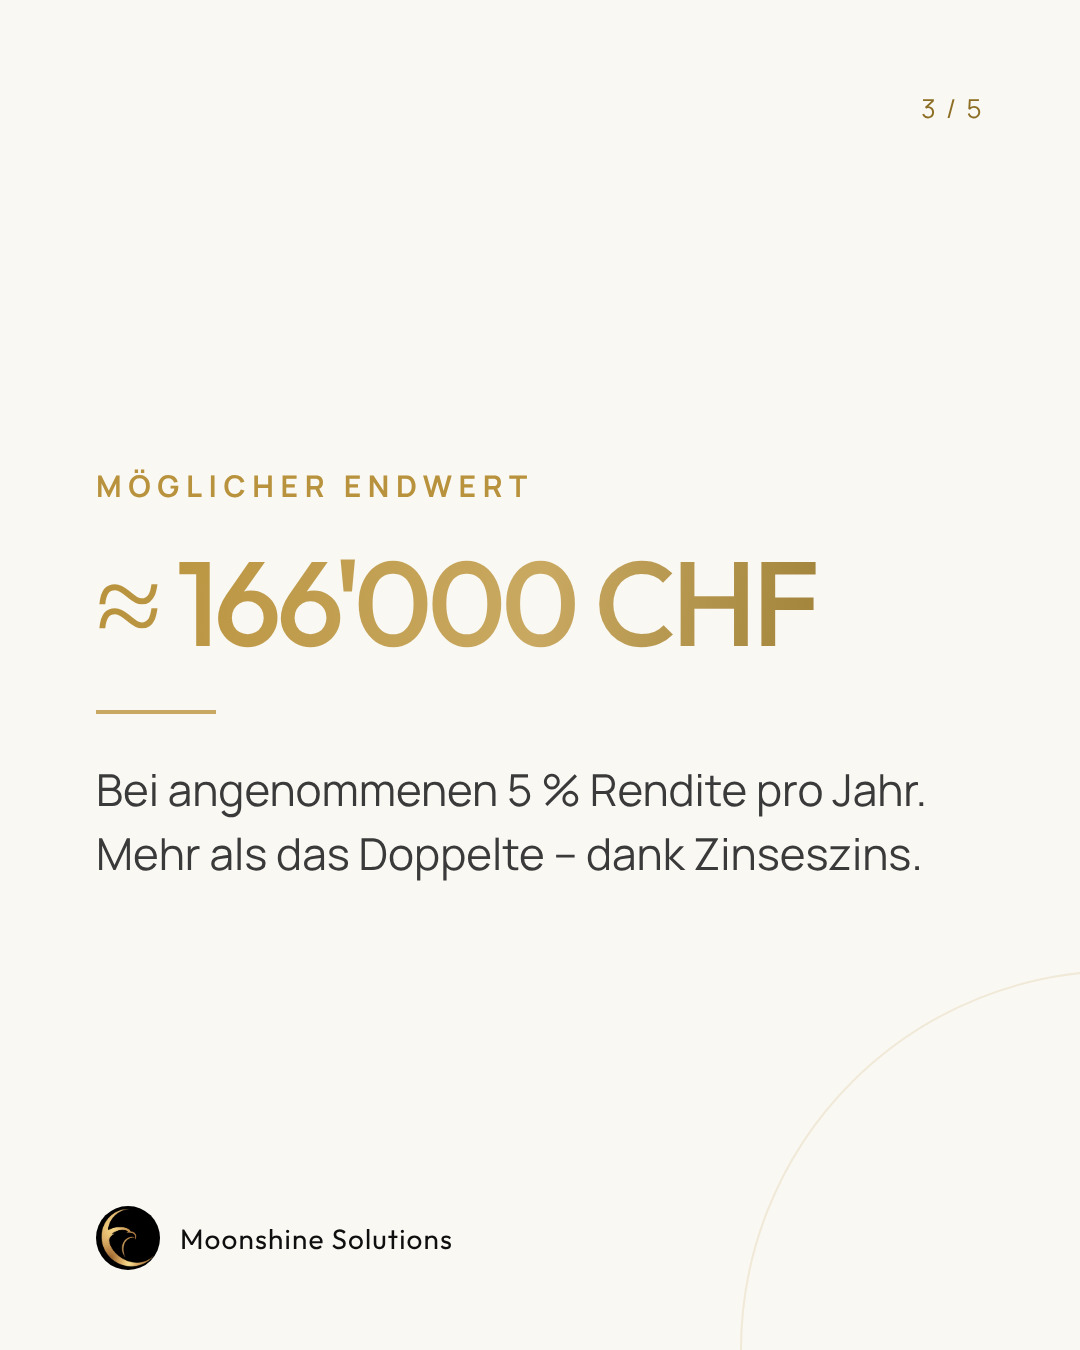 3 / 5
MÖGLICHER ENDWERT
≈ 166'000 CHF
Bei angenommenen 5 % Rendite pro Jahr.
Mehr als das Doppelte – dank Zinseszins.
Moonshine Solutions